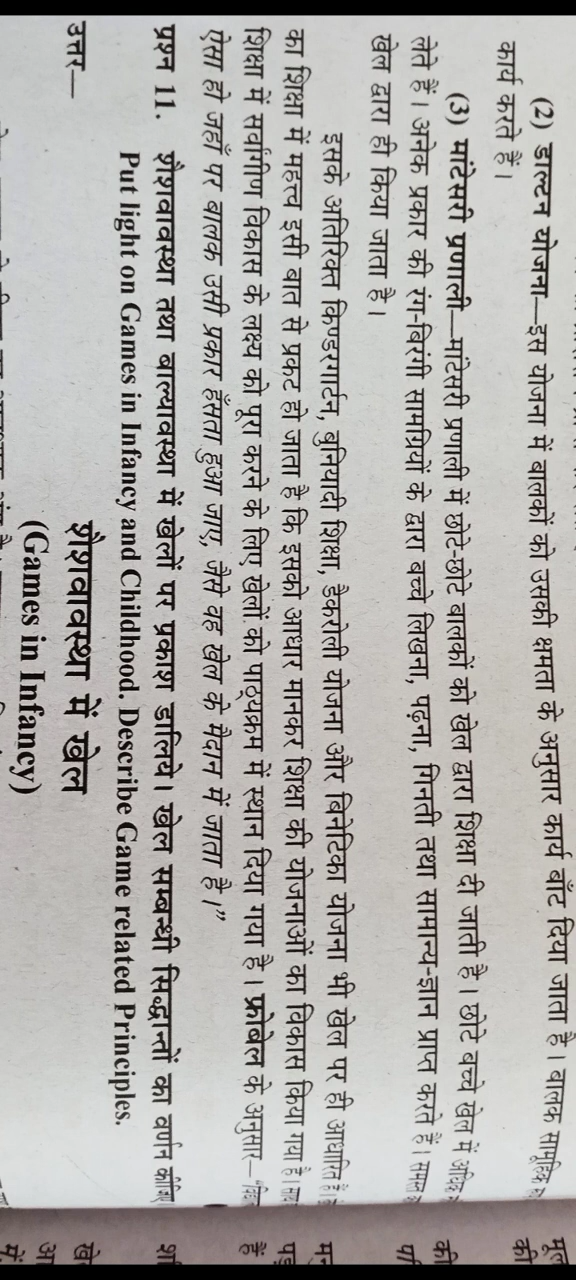 (2) डाल्टन योजना—इस योजना में बालकों को उसकी क्षमता के अनुसार कार्य बाँट दिया जाता है। बालक सामूहिक
कार्य करते हैं।
(3) मांटेसरी प्रणाली—मांटेसरी प्रणाली में छोटे-छोटे बालकों को खेल द्वारा शिक्षा दी जाती है। छोटे बच्चे खेल में अधिक
लेते हैं। अनेक प्रकार की रंग-बिरंगी सामग्रियों के द्वारा बच्चे लिखना, पढ़ना, गिनती तथा सामान्य-ज्ञान प्राप्त करते हैं। समस्त
खेल द्वारा ही किया जाता है।
इसके अतिरिक्त किण्डरगार्टन, बुनियादी शिक्षा, डैकरोली योजना और बिनेटिका योजना भी खेल पर ही आधारित हैं।
का शिक्षा में महत्त्व इसी बात से प्रकट हो जाता है कि इसको आधार मानकर शिक्षा की योजनाओं का विकास किया गया है।
शिक्षा में सर्वांगीण विकास के लक्ष्य को पूरा करने के लिए खेलों को पाठ्यक्रम में स्थान दिया गया है। फ्रोबेल के अनुसार—
ऐसा हो जहाँ पर बालक उसी प्रकार हँसता हुआ जाए, जैसे वह खेल के मैदान में जाता है।”
प्रश्न 11. शैशवावस्था तथा बाल्यावस्था में खेलों पर प्रकाश डालिये। खेल सम्बन्धी सिद्धान्तों का वर्णन कीजिए।
Put light on Games in Infancy and Childhood. Describe Game related Principles.
उत्तर—
शैशवावस्था में खेल
(Games in Infancy)